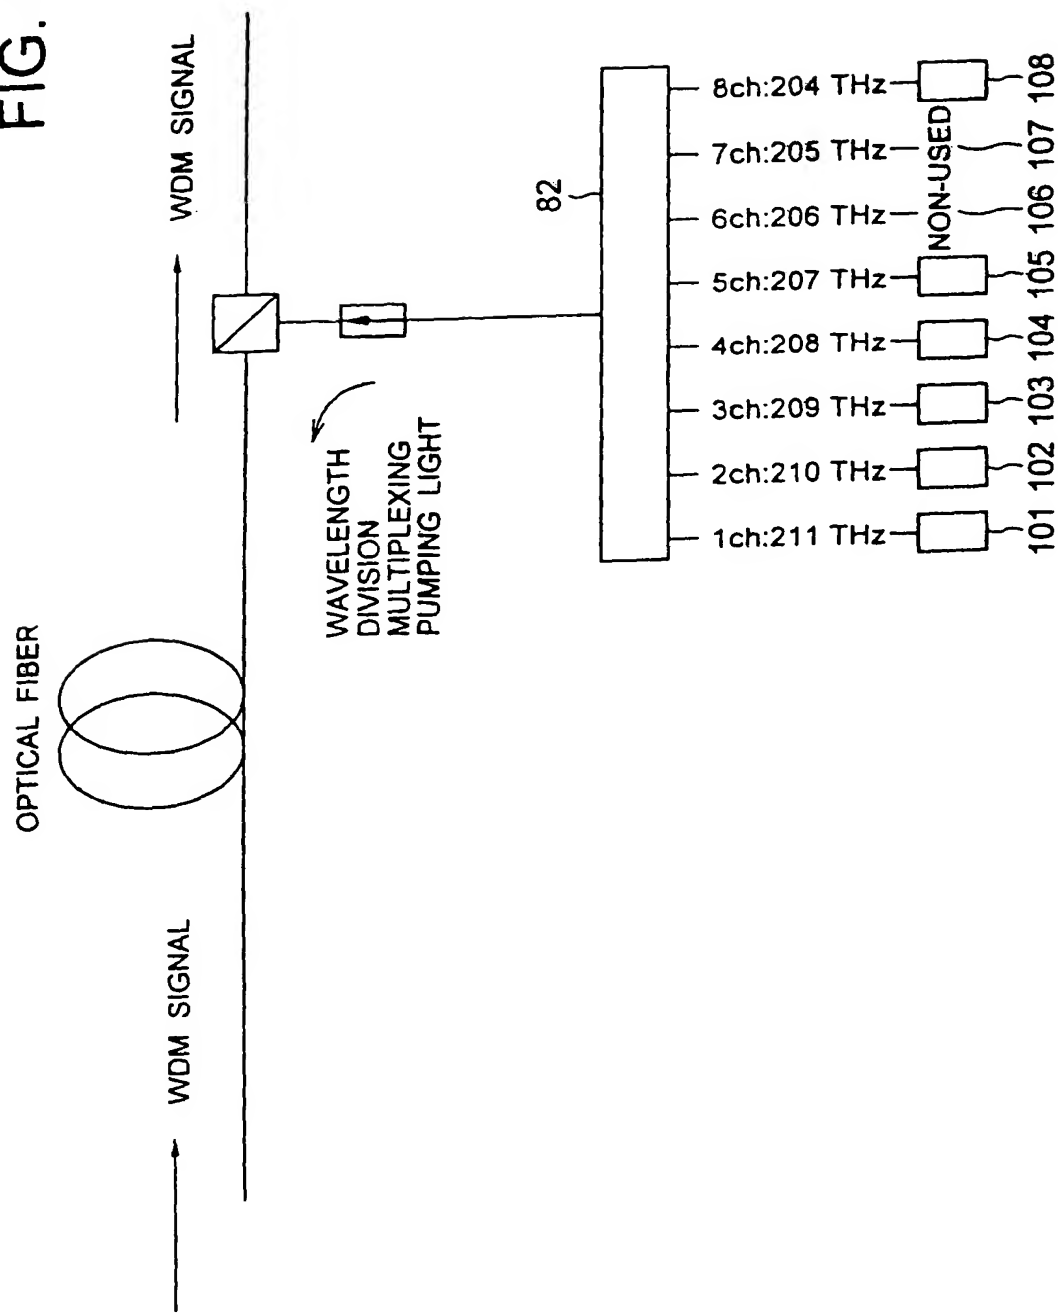 FIG.
OPTICAL FIBER
WDM SIGNAL
WDM SIGNAL
WAVELENGTH
DIVISION
MULTIPLEXING
PUMPING LIGHT
82
1ch:211 THz
2ch:210 THz
3ch:209 THz
4ch:208 THz
5ch:207 THz
6ch:206 THz
7ch:205 THz
8ch:204 THz
NON-USED
101
102
103
104
105
106
107
108